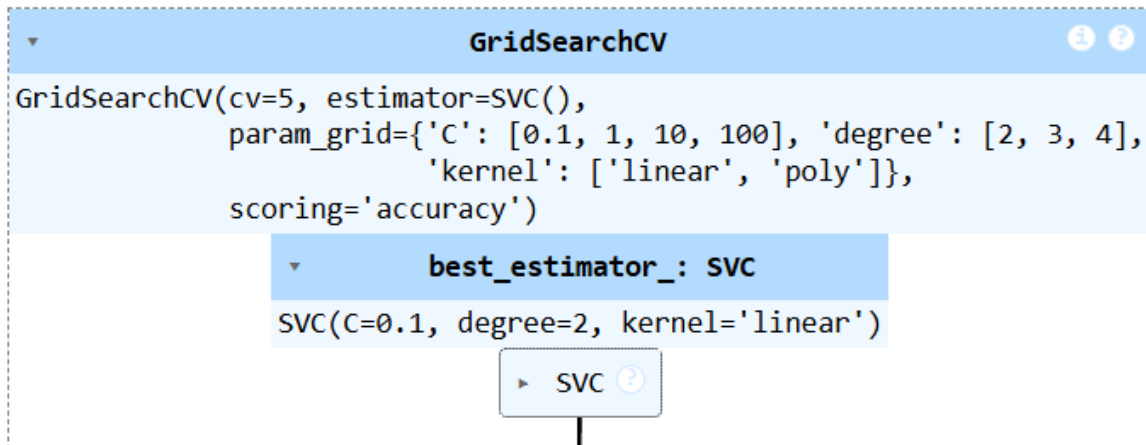 GridSearchCV
GridSearchCV(cv=5, estimator=SVC(),
             param_grid={'C': [0.1, 1, 10, 100], 'degree': [2, 3, 4],
                         'kernel': ['linear', 'poly']},
             scoring='accuracy')
best_estimator_: SVC
SVC(C=0.1, degree=2, kernel='linear')
SVC ?